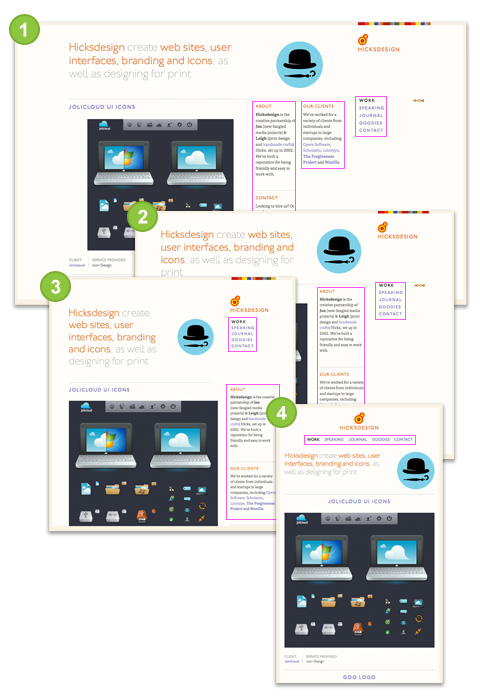 1
HICKSDESIGN
Hicksdesign create web sites, user
interfaces, branding and icons, as
well as designing for print
WORK
SPEAKING
JOURNAL
GOODIES
CONTACT
JOLICLOUD UI ICONS
jolicloud
ABOUT
Hicksdesign is the
creative partnership of
Jon (new fangled
media projects) & 
Leigh (print design
and handmade crafts)
Hicks, set up in 2002.
We've built a
reputation for being
friendly and easy to
work with.
OUR CLIENTS
We've worked for a
variety of clients from
individuals and
startups to large
companies, including
Opera Software,
Scholastic, Linotype,
The Forgiveness
Project and Mozilla.
CONTACT
Looking to hire us? Or
CLIENT:
Jolicloud
SERVICE PROVIDED:
Icon Design
2
HICKSDESIGN
Hicksdesign create web sites,
user interfaces, branding and
icons, as well as designing for
print
WORK
SPEAKING
JOURNAL
GOODIES
CONTACT
ABOUT
Hicksdesign is the
creative partnership of
Jon (new fangled media
projects) & Leigh (print
design and handmade
crafts) Hicks, set up in
2002. We've built a
reputation for being
friendly and easy to work
with.
OUR CLIENTS
We've worked for a variety
of clients from individuals
and startups to large
companies, including
3
HICKSDESIGN
Hicksdesign create
web sites, user
interfaces, branding
and icons, as well as
designing for print
WORK
SPEAKING
JOURNAL
GOODIES
CONTACT
JOLICLOUD UI ICONS
jolicloud
ABOUT
Hicksdesign is the creative
partnership of Jon
(new fangled media
projects) & Leigh (print
design and handmade
crafts) Hicks, set up in
2002. We've built a
reputation for being
friendly and easy to work
with.
OUR CLIENTS
We've worked for a variety
of clients from individuals
and startups to large
companies, including Opera
Software, Scholastic,
Linotype, The Forgiveness
Project and Mozilla.
4
HICKSDESIGN
WORK SPEAKING JOURNAL GOODIES CONTACT
Hicksdesign create web sites, user
interfaces, branding and icons, as
well as designing for print
JOLICLOUD UI ICONS
jolicloud
CLIENT:
Jolicloud
SERVICE PROVIDED:
Icon Design
GDO LOGO